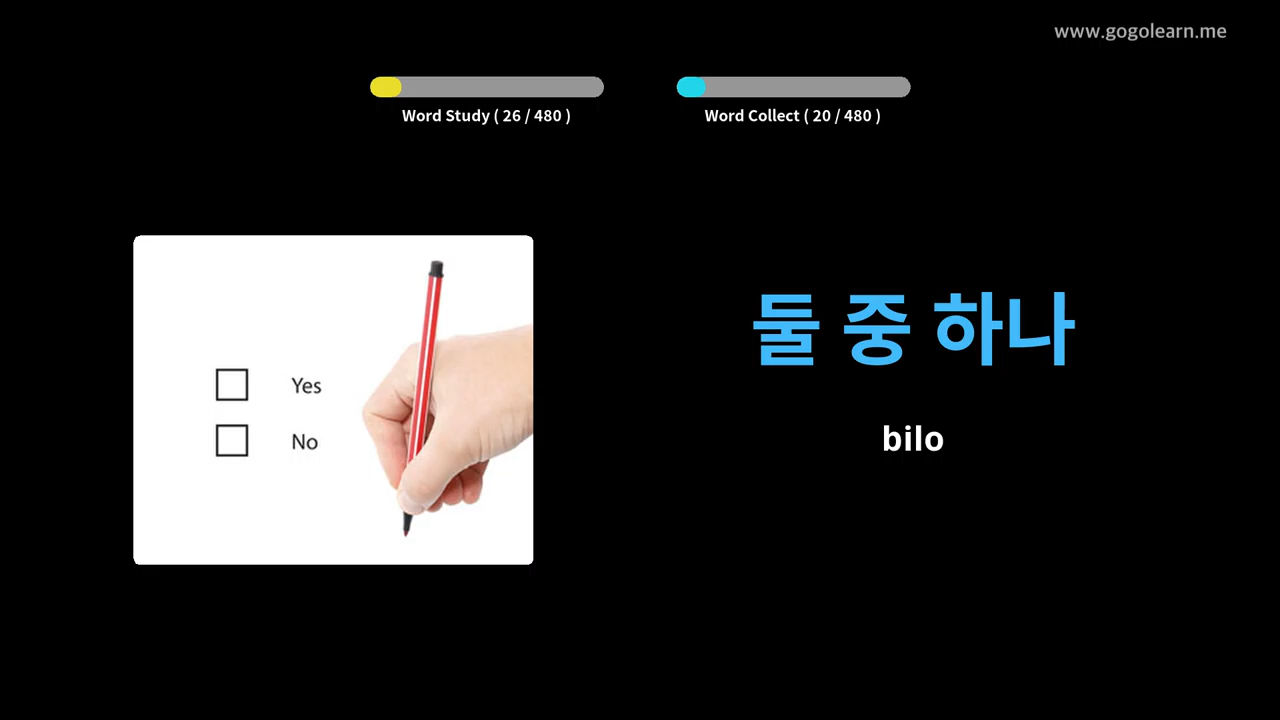 www.gogolearn.me
Word Study ( 26 / 480 )
Word Collect ( 20 / 480 )
Yes
No
둘 중 하나
bilo